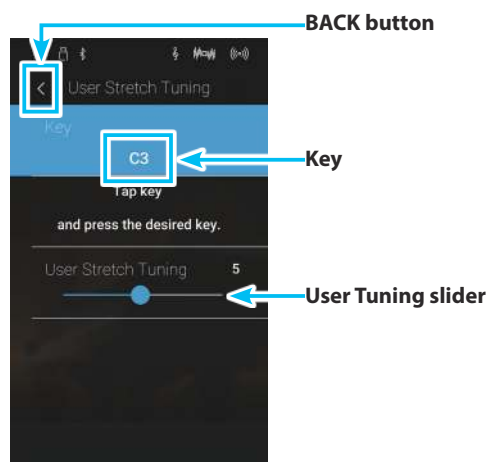 BACK button
User Stretch Tuning
Key
C3
Key
Tap key
and press the desired key.
User Stretch Tuning 5
User Tuning slider